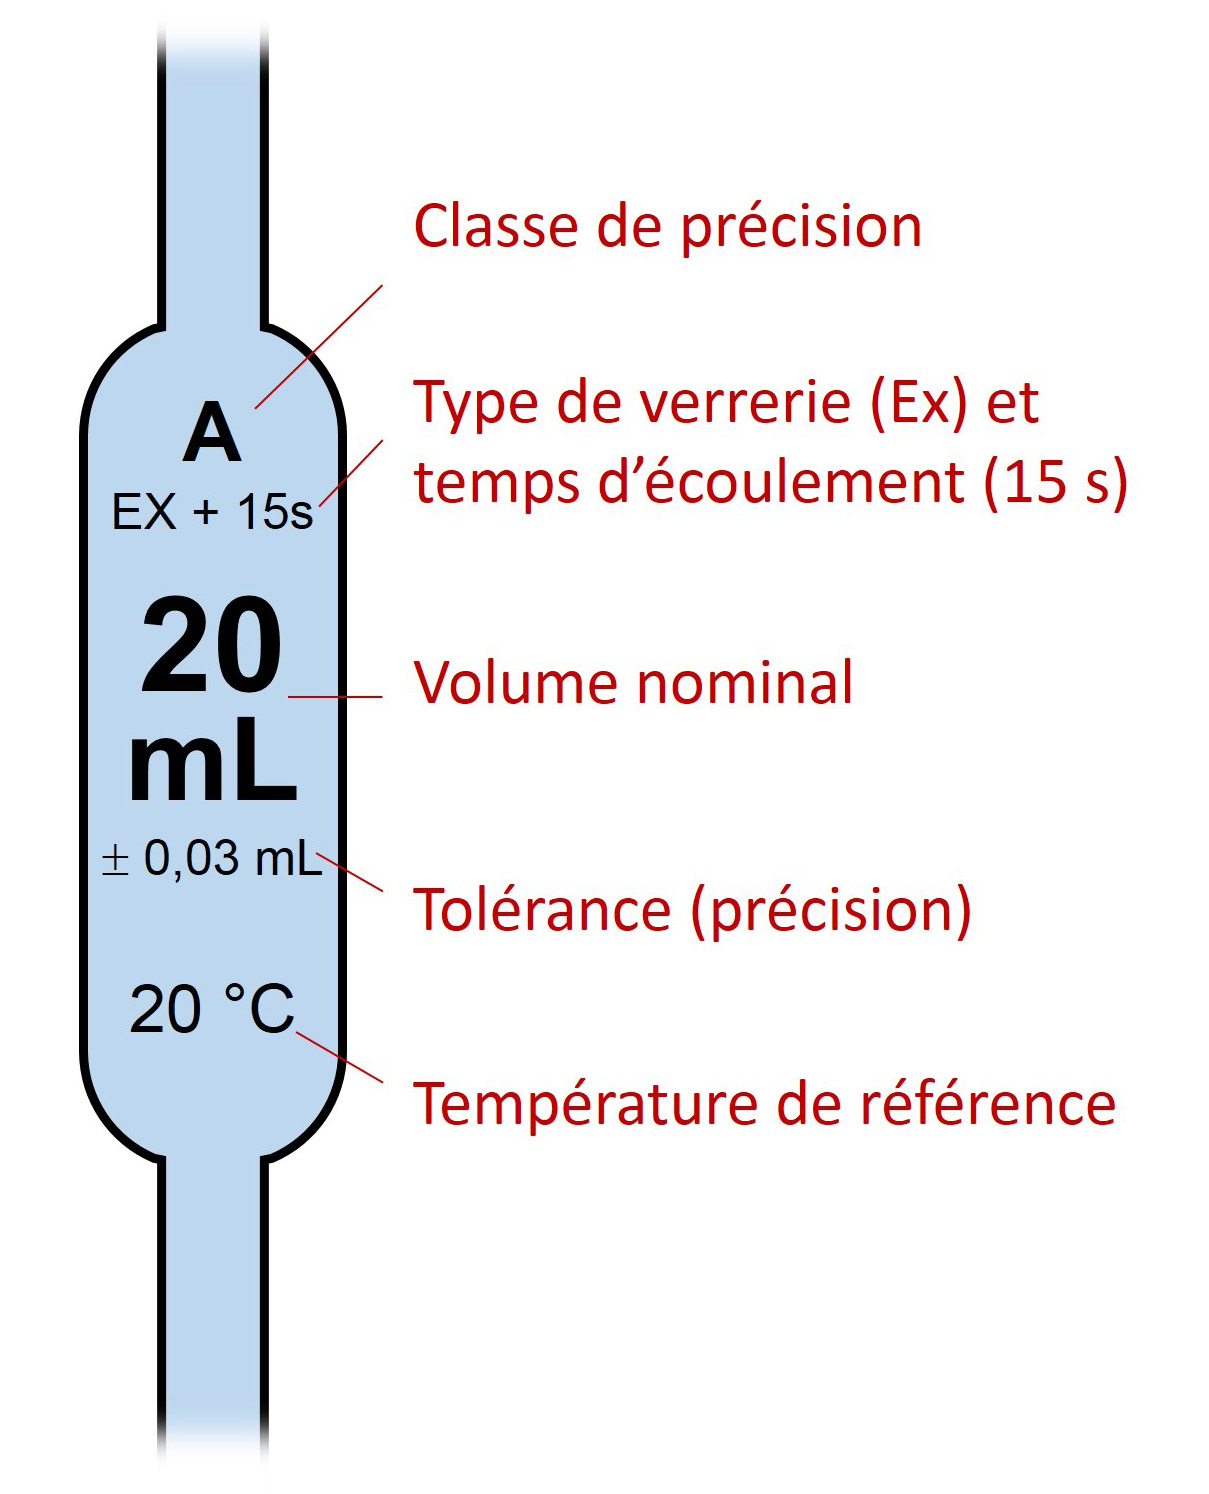 Classe de précision
A
Type de verrerie (Ex) et
temps d’écoulement (15 s)
EX + 15s
20
mL
Volume nominal
± 0,03 mL
Tolérance (précision)
20 °C
Température de référence